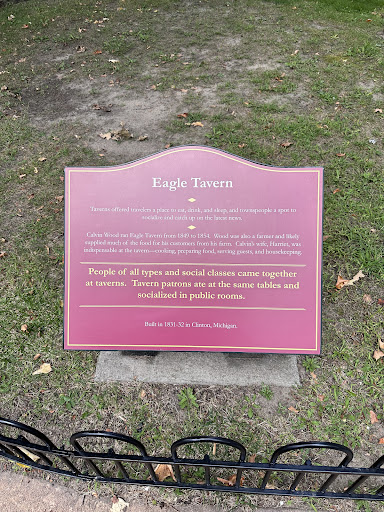 Eagle Tavern
Taverns offered travelers a place to eat, drink, and sleep, and townspeople a spot to
socialize and catch up on the latest news.
Calvin Wood ran Eagle Tavern from 1849 to 1854. Wood was also a farmer and likely
supplied much of the food for his customers from his farm. Calvin's wife, Harriet, was
indispensable at the tavern—cooking, preparing food, serving guests, and housekeeping.
People of all types and social classes came together
at taverns. Tavern patrons ate at the same tables and
socialized in public rooms.
Built in 1831-32 in Clinton, Michigan.